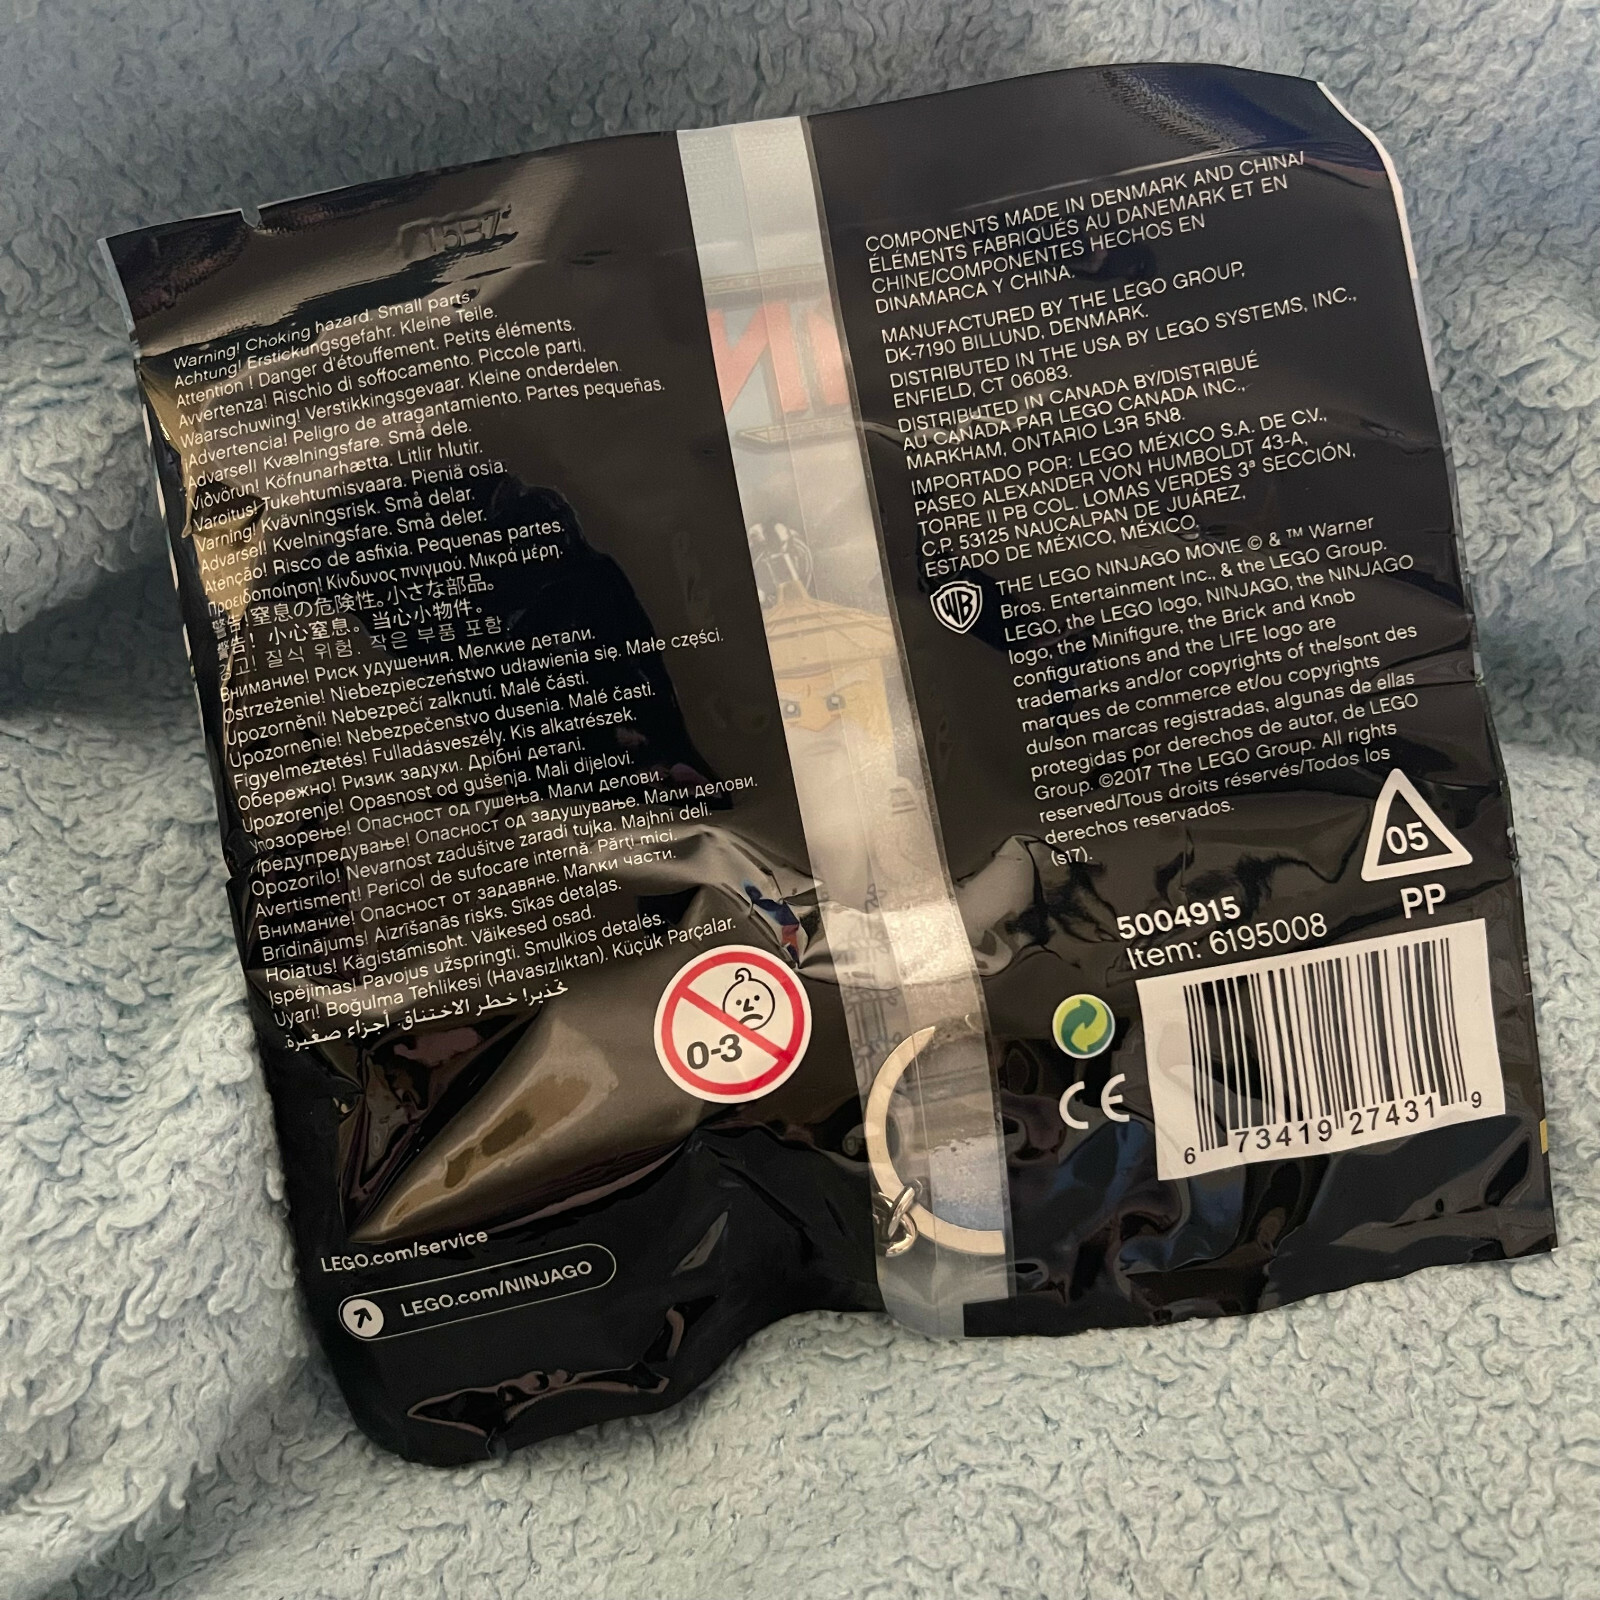 15B7
Warning! Choking hazard. Small parts.
Achtung! Erstickungsgefahr. Kleine Teile.
Attention ! Danger d'étouffement. Petits éléments.
Avvertenza! Rischio di soffocamento. Piccole parti.
Waarschuwing! Verstikkingsgevaar. Kleine onderdelen.
¡Advertencia! Peligro de atragantamiento. Partes pequeñas.
Advarsel! Kvælningsfare. Små dele.
Viðvörun! Köfnunarhætta. Litlir hlutir.
Varoitus! Tukehtumisvaara. Pieniä osia.
Varning! Kvävningsrisk. Små delar.
Advarsel! Kvelningsfare. Små deler.
Atenção! Risco de asfixia. Pequenas partes.
Προειδοποίηση! Κίνδυνος πνιγμού. Μικρά μέρη.
警告！窒息の危険性。小さな部品。
警告！小心窒息。当心小物件。
경고! 질식 위험. 작은 부품 포함.
Внимание! Риск удушения. Мелкие детали.
Ostrzeżenie! Niebezpieczeństwo udławienia się. Małe części.
Upozornění! Nebezpečí zalknutí. Malé části.
Upozornenie! Nebezpečenstvo dusenia. Malé časti.
Figyelmeztetés! Fulladásveszély. Kis alkatrészek.
Обережно! Ризик задухи. Дрібні деталі.
Upozorenje! Opasnost od gušenja. Mali dijelovi.
Упозорење! Опасност од гушења. Мали делови.
Предупредување! Опасност од задушување. Мали делови.
Opozorilo! Nevarnost zadušitve zaradi tujka. Majhni deli.
Avertisment! Pericol de sufocare internă. Părţi mici.
Внимание! Опасност от задавяне. Малки части.
Brīdinājums! Aizrīšanās risks. Sīkas detaļas.
Hoiatus! Kägistamisoht. Väikesed osad.
Įspėjimas! Pavojus užspringti. Smulkios detalės.
Uyarı! Boğulma Tehlikesi (Havasızlıktan). Küçük Parçalar.
تحذير! خطر الاختناق. أجزاء صغيرة.
0-3
LEGO.com/service
LEGO.com/NINJAGO
COMPONENTS MADE IN DENMARK AND CHINA/
ÉLÉMENTS FABRIQUÉS AU DANEMARK ET EN
CHINE/COMPONENTES HECHOS EN
DINAMARCA Y CHINA.
MANUFACTURED BY THE LEGO GROUP,
DK-7190 BILLUND, DENMARK.
DISTRIBUTED IN THE USA BY LEGO SYSTEMS, INC.,
ENFIELD, CT 06083.
DISTRIBUTED IN CANADA BY/DISTRIBUÉ
AU CANADA PAR LEGO CANADA INC.,
MARKHAM, ONTARIO L3R 5N8.
IMPORTADO POR: LEGO MÉXICO S.A. DE C.V.,
PASEO ALEXANDER VON HUMBOLDT 43-A,
TORRE II PB COL. LOMAS VERDES 3ª SECCIÓN,
C.P. 53125 NAUCALPAN DE JUÁREZ,
ESTADO DE MÉXICO, MÉXICO.
WB
THE LEGO NINJAGO MOVIE © & ™ Warner
Bros. Entertainment Inc., & the LEGO Group.
LEGO, the LEGO logo, NINJAGO, the NINJAGO
logo, the Minifigure, the Brick and Knob
configurations and the LIFE logo are
trademarks and/or copyrights of the/sont des
marques de commerce et/ou copyrights
du/son marcas registradas, algunas de ellas
protegidas por derechos de autor, de LEGO
Group. ©2017 The LEGO Group. All rights
reserved/Tous droits réservés/Todos los
derechos reservados.
(s17).
05
PP
5004915
Item: 6195008
CE
6 73419 27431 9